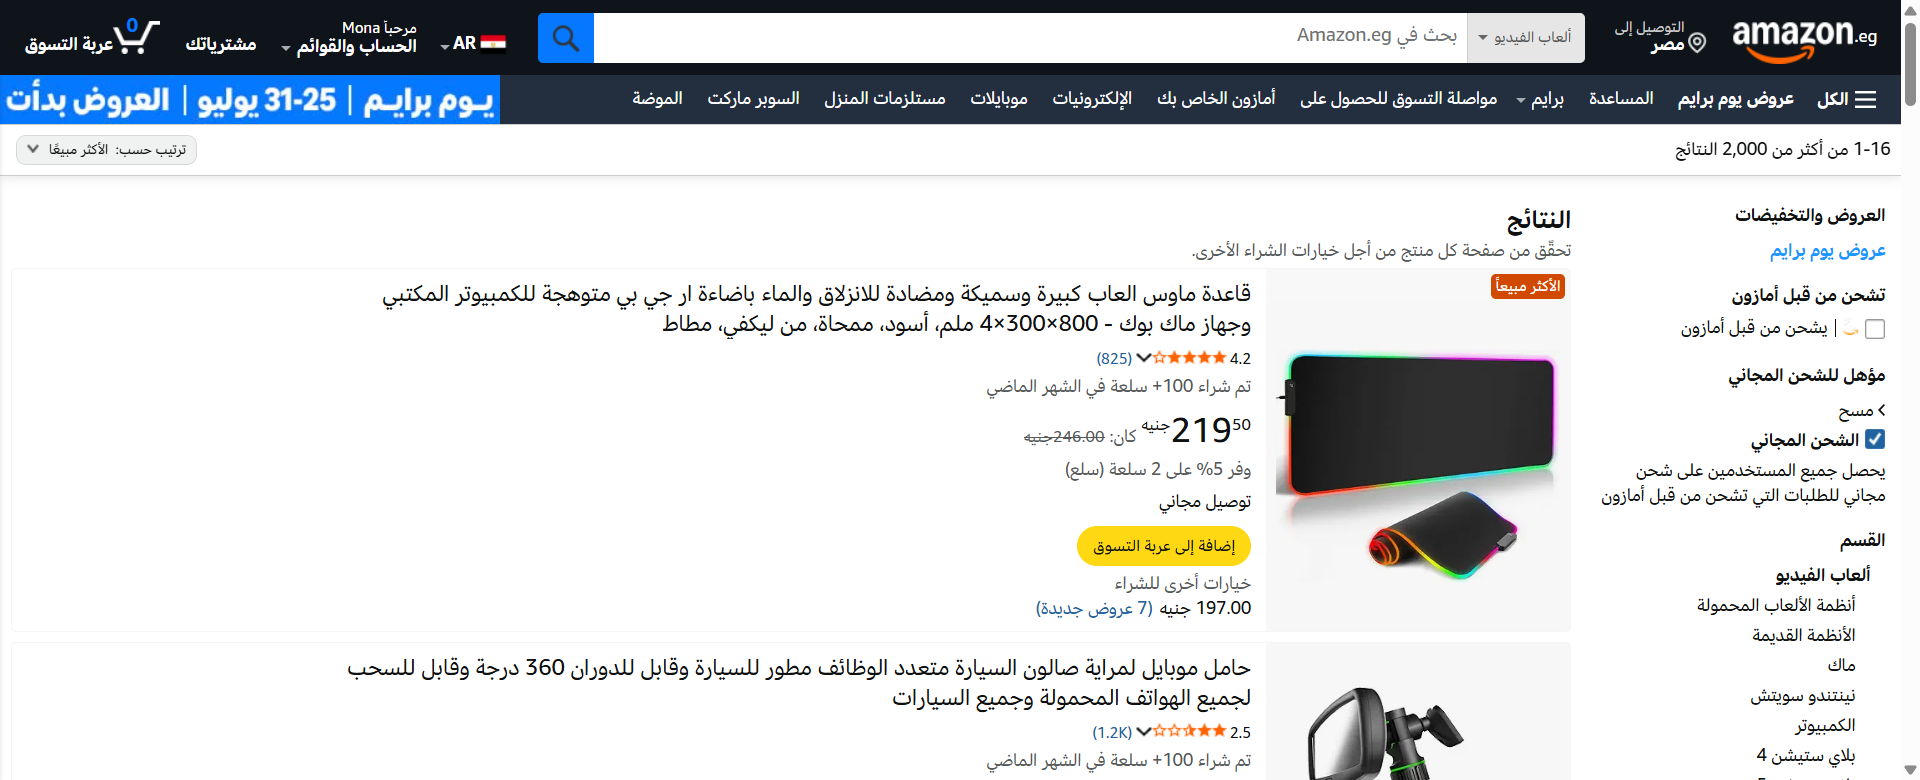 amazon.eg
التوصيل إلى
مصر
ألعاب الفيديو
بحث في Amazon.eg
AR
مرحباً Mona
الحساب والقوائم
مشترياتك
0
عربة التسوق
الكل
عروض يوم برايم
المساعدة
برايم
مواصلة التسوق للحصول على
أمازون الخاص بك
الإلكترونيات
موبايلات
مستلزمات المنزل
السوبر ماركت
الموضة
يوم برايم | 25-31 يوليو | العروض بدأت
1-16 من أكثر من 2,000 النتائج
ترتيب حسب: الأكثر مبيعًا
العروض والتخفيضات
عروض يوم برايم
تشحن من قبل أمازون
| يشحن من قبل أمازون
مؤهل للشحن المجاني
مسح
الشحن المجاني
يحصل جميع المستخدمين على شحن
مجاني للطلبات التي تشحن من قبل أمازون
القسم
ألعاب الفيديو
أنظمة الألعاب المحمولة
الأنظمة القديمة
ماك
نينتندو سويتش
الكمبيوتر
بلاي ستيشن 4
النتائج
تحقّق من صفحة كل منتج من أجل خيارات الشراء الأخرى.
الأكثر مبيعاً
قاعدة ماوس العاب كبيرة وسميكة ومضادة للانزلاق والماء باضاءة ار جي بي متوهجة للكمبيوتر المكتبي
وجهاز ماك بوك - 800×300×4 ملم، أسود، ممحاة، من ليكفي، مطاط
4.2 (825)
تم شراء 100+ سلعة في الشهر الماضي
219.50 جنيه كان: 246.00جنيه
وفر 5% على 2 سلعة (سلع)
توصيل مجاني
إضافة إلى عربة التسوق
خيارات أخرى للشراء
197.00 جنيه (7 عروض جديدة)
حامل موبايل لمراية صالون السيارة متعدد الوظائف مطور للسيارة وقابل للدوران 360 درجة وقابل للسحب
لجميع الهواتف المحمولة وجميع السيارات
2.5 (1.2K)
تم شراء 100+ سلعة في الشهر الماضي